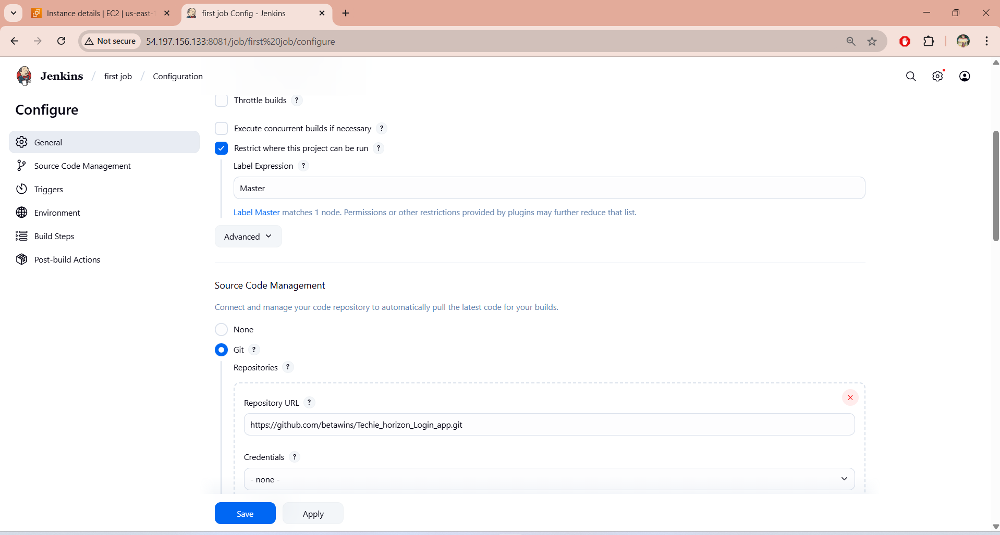 Instance details | EC2 | us-east-
first job Config - Jenkins
Not secure
54.197.156.133:8081/job/first%20job/configure
Jenkins / first job / Configuration
Configure
General
Source Code Management
Triggers
Environment
Build Steps
Post-build Actions
Throttle builds ?
Execute concurrent builds if necessary ?
Restrict where this project can be run ?
Label Expression ?
Master
Label Master matches 1 node. Permissions or other restrictions provided by plugins may further reduce that list.
Advanced
Source Code Management
Connect and manage your code repository to automatically pull the latest code for your builds.
None
Git ?
Repositories ?
Repository URL ?
https://github.com/betawins/Techie_horizon_Login_app.git
Credentials ?
- none -
Save
Apply